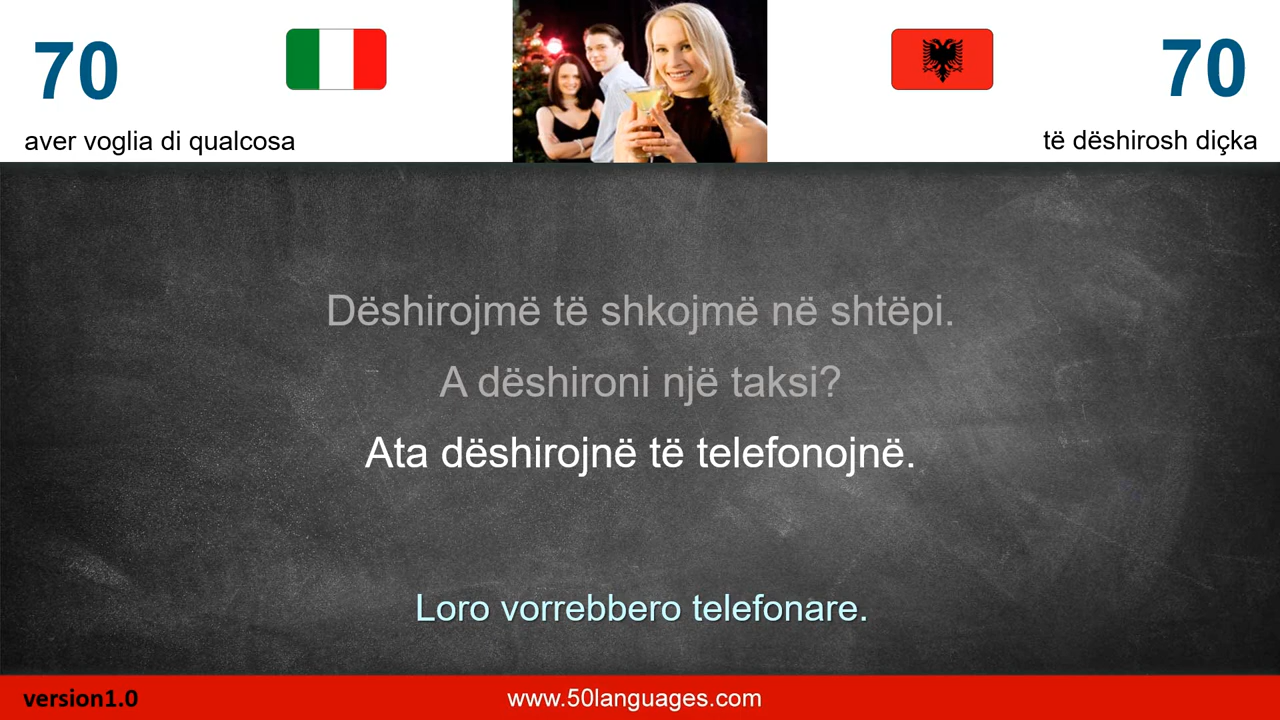 70
70
aver voglia di qualcosa
të dëshirosh diçka
Dëshirojmë të shkojmë në shtëpi.
A dëshironi një taksi?
Ata dëshirojnë të telefonojnë.
Loro vorrebbero telefonare.
version1.0
www.50languages.com